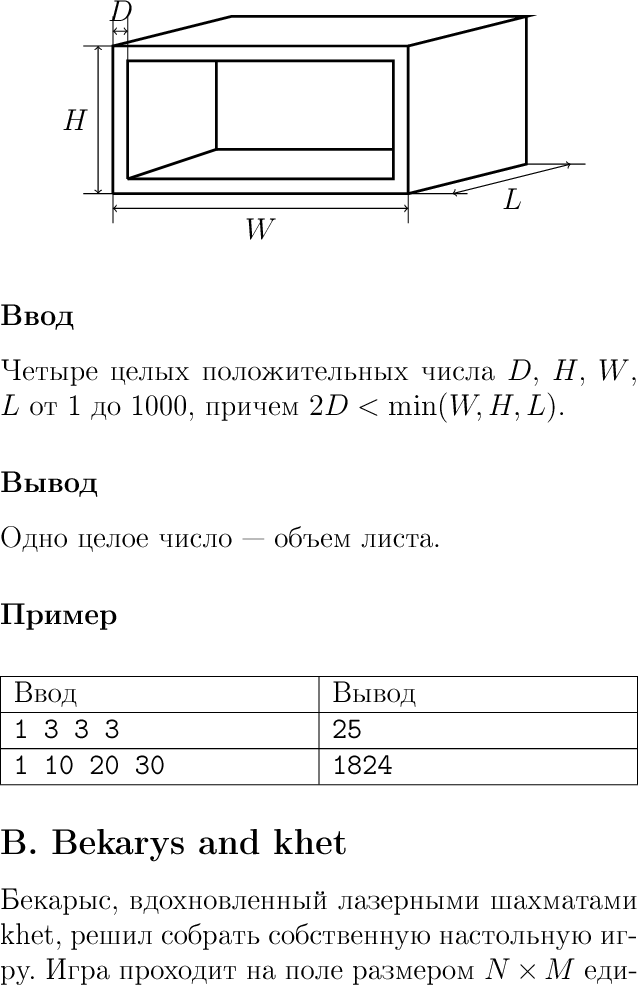 D
H
L
W
Ввод
Четыре целых положительных числа D, H, W,
L от 1 до 1000, причем 2D < min(W, H, L).
Вывод
Одно целое число — объем листа.
Пример
Ввод Вывод
1 3 3 3 25
1 10 20 30 1824
B. Bekarys and khet
Бекарыс, вдохновленный лазерными шахматами
khet, решил собрать собственную настольную иг-
ру. Игра проходит на поле размером N × M еди-